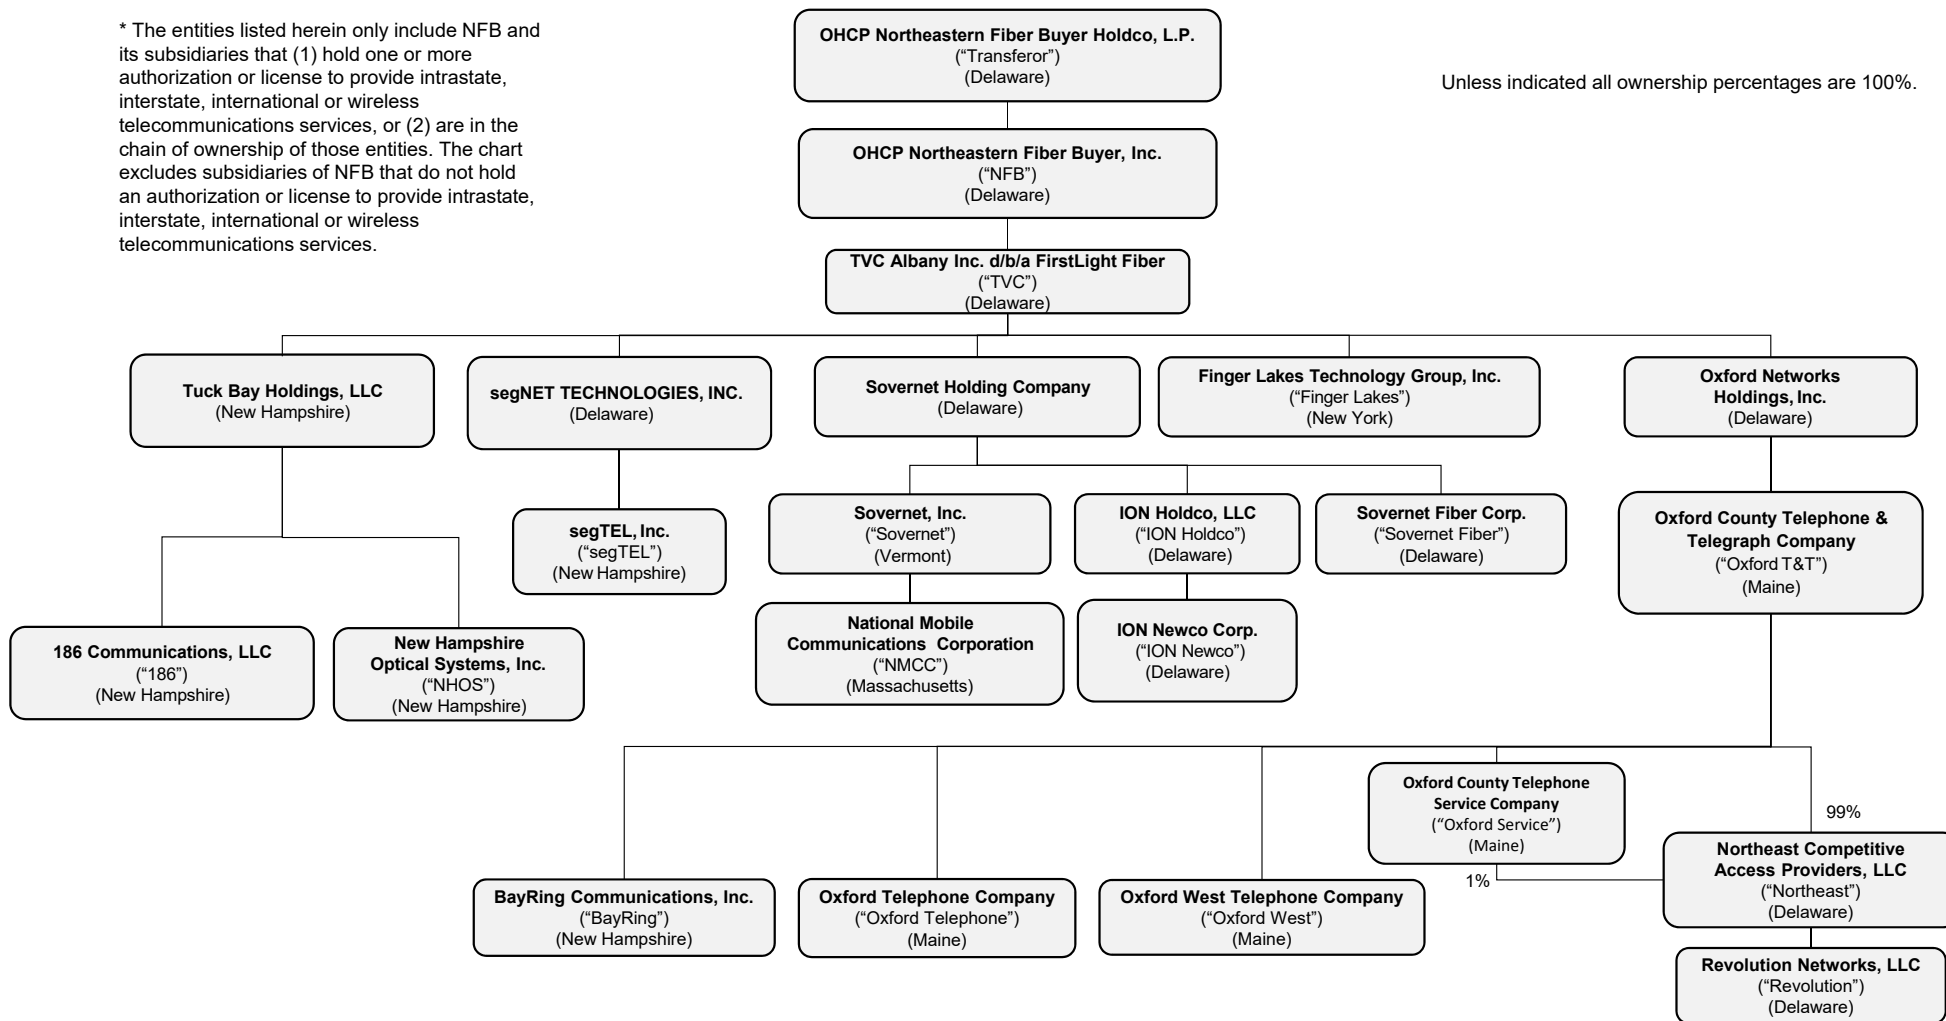 * The entities listed herein only include NFB and
its subsidiaries that (1) hold one or more
authorization or license to provide intrastate,
interstate, international or wireless
telecommunications services, or (2) are in the
chain of ownership of those entities. The chart
excludes subsidiaries of NFB that do not hold
an authorization or license to provide intrastate,
interstate, international or wireless
telecommunications services.
OHCP Northeastern Fiber Buyer Holdco, L.P.
(“Transferor”)
(Delaware)
Unless indicated all ownership percentages are 100%.
OHCP Northeastern Fiber Buyer, Inc.
(“NFB”)
(Delaware)
TVC Albany Inc. d/b/a FirstLight Fiber
(“TVC”)
(Delaware)
Tuck Bay Holdings, LLC
(New Hampshire)
segNET TECHNOLOGIES, INC.
(Delaware)
Sovernet Holding Company
(Delaware)
Finger Lakes Technology Group, Inc.
(“Finger Lakes”)
(New York)
Oxford Networks
Holdings, Inc.
(Delaware)
segTEL, Inc.
(“segTEL”)
(New Hampshire)
Sovernet, Inc.
(“Sovernet”)
(Vermont)
ION Holdco, LLC
(“ION Holdco”)
(Delaware)
Sovernet Fiber Corp.
(“Sovernet Fiber”)
(Delaware)
Oxford County Telephone &
Telegraph Company
(“Oxford T&T”)
(Maine)
186 Communications, LLC
(“186”)
(New Hampshire)
New Hampshire
Optical Systems, Inc.
(“NHOS”)
(New Hampshire)
National Mobile
Communications Corporation
(“NMCC”)
(Massachusetts)
ION Newco Corp.
(“ION Newco”)
(Delaware)
Oxford County Telephone
Service Company
(“Oxford Service”)
(Maine)
99%
1%
BayRing Communications, Inc.
(“BayRing”)
(New Hampshire)
Oxford Telephone Company
(“Oxford Telephone”)
(Maine)
Oxford West Telephone Company
(“Oxford West”)
(Maine)
Northeast Competitive
Access Providers, LLC
(“Northeast”)
(Delaware)
Revolution Networks, LLC
(“Revolution”)
(Delaware)